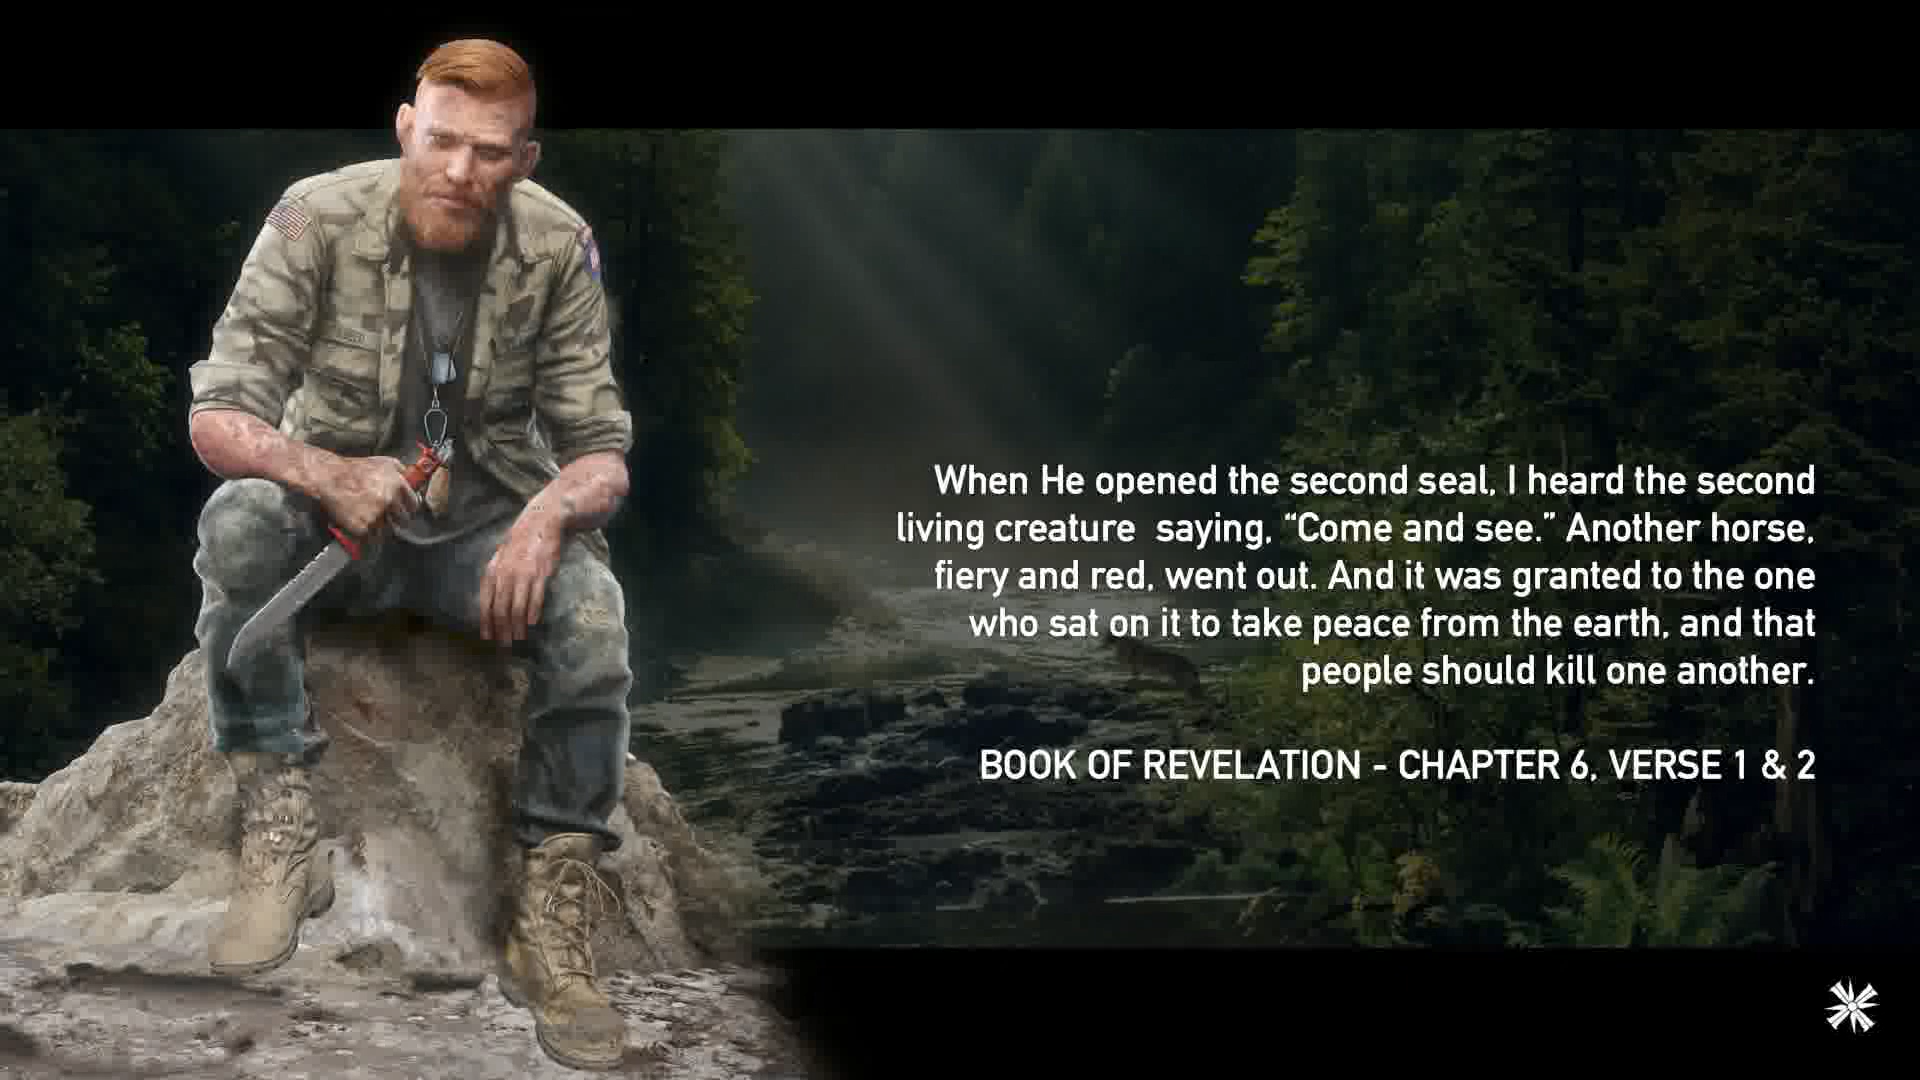 When He opened the second seal, I heard the second
living creature  saying, “Come and see.” Another horse,
fiery and red, went out. And it was granted to the one
who sat on it to take peace from the earth, and that
people should kill one another.
BOOK OF REVELATION - CHAPTER 6, VERSE 1 & 2